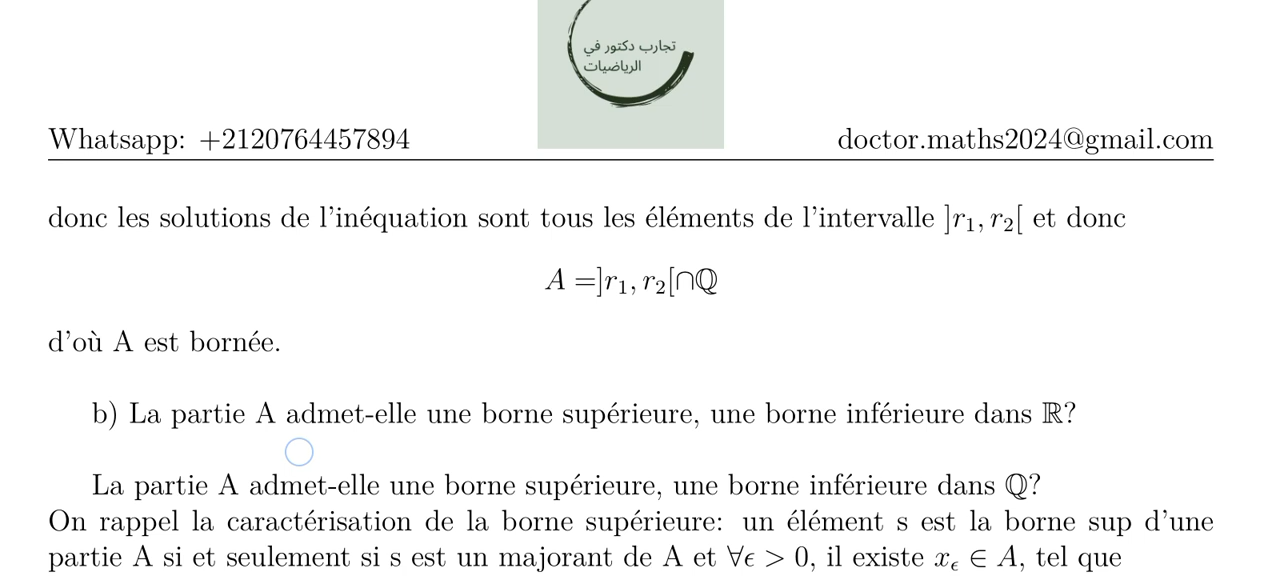 تجارب دكتور في
الرياضيات
Whatsapp: +2120764457894
doctor.maths2024@gmail.com
donc les solutions de l'inéquation sont tous les éléments de l'intervalle ]r₁, r₂[ et donc
A =]r₁, r₂[∩ℚ
d'où A est bornée.
b) La partie A admet-elle une borne supérieure, une borne inférieure dans ℝ?
La partie A admet-elle une borne supérieure, une borne inférieure dans ℚ?
On rappel la caractérisation de la borne supérieure: un élément s est la borne sup d'une
partie A si et seulement si s est un majorant de A et ∀ϵ > 0, il existe x_ϵ ∈ A, tel que